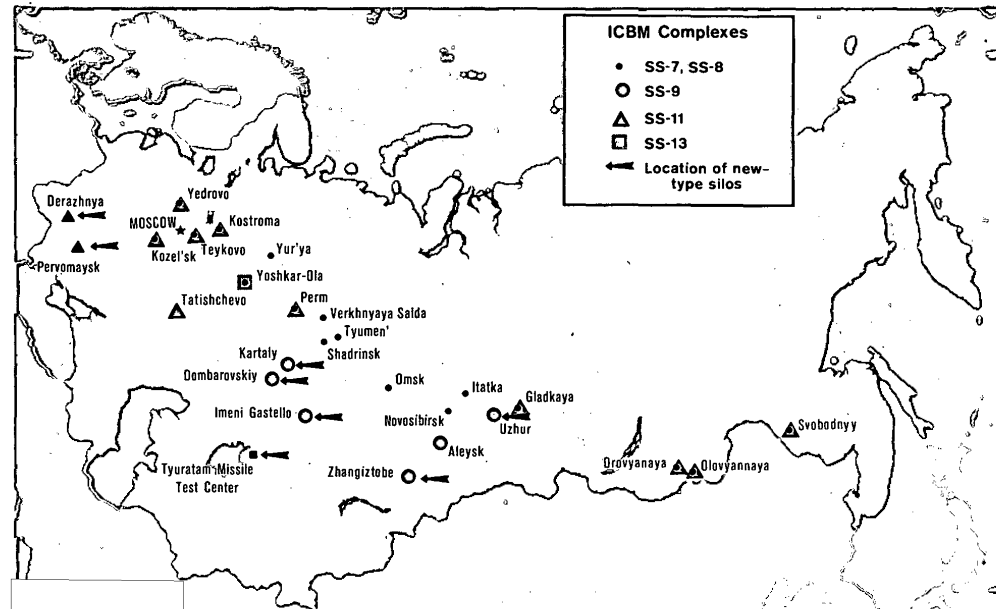 ICBM Complexes
SS-7, SS-8
SS-9
SS-11
SS-13
Location of new-
type silos
Derazhnya
Yedrovo
MOSCOW
Kostroma
Kozel'sk
Teykovo
Yur'ya
Pervomaysk
Yoshkar-Ola
Tatishchevo
Perm
Verkhnyaya Salda
Tyumen'
Shadrinsk
Kartaly
Dombarovskiy
Omsk
Itatka
Gladkaya
Imeni Gastello
Novosibirsk
Uzhur
Svobodnyy
Aleysk
Tyuratam Missile
Test Center
Zhangiztobe
Drovyanaya
Olovyannaya